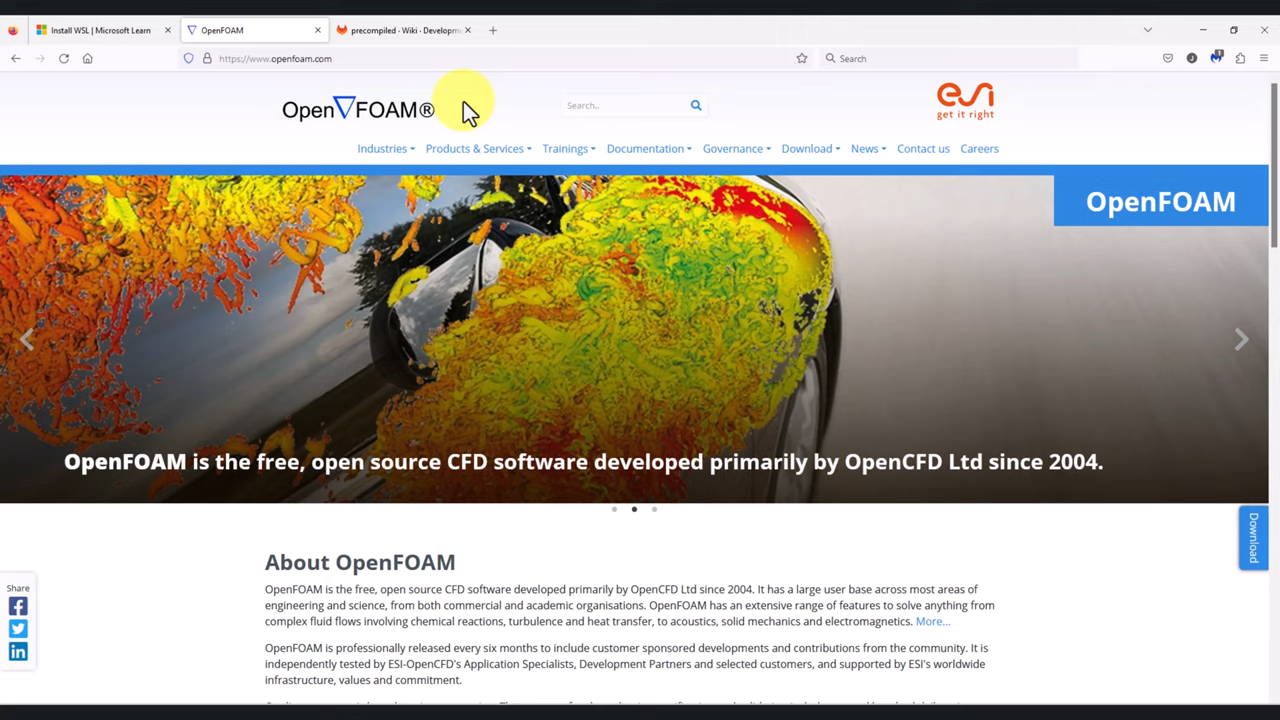 Install WSL | Microsoft Learn
OpenFOAM
precompiled · Wiki · Developm
https://www.openfoam.com
Search
1
Open FOAM®
Search..
esi
get it right
Industries
Products & Services
Trainings
Documentation
Governance
Download
News
Contact us
Careers
OpenFOAM
OpenFOAM is the free, open source CFD software developed primarily by OpenCFD Ltd since 2004.
Download
About OpenFOAM
OpenFOAM is the free, open source CFD software developed primarily by OpenCFD Ltd since 2004. It has a large user base across most areas of
engineering and science, from both commercial and academic organisations. OpenFOAM has an extensive range of features to solve anything from
complex fluid flows involving chemical reactions, turbulence and heat transfer, to acoustics, solid mechanics and electromagnetics. More...
Share
OpenFOAM is professionally released every six months to include customer sponsored developments and contributions from the community. It is
independently tested by ESI-OpenCFD's Application Specialists, Development Partners and selected customers, and supported by ESI's worldwide
infrastructure, values and commitment.